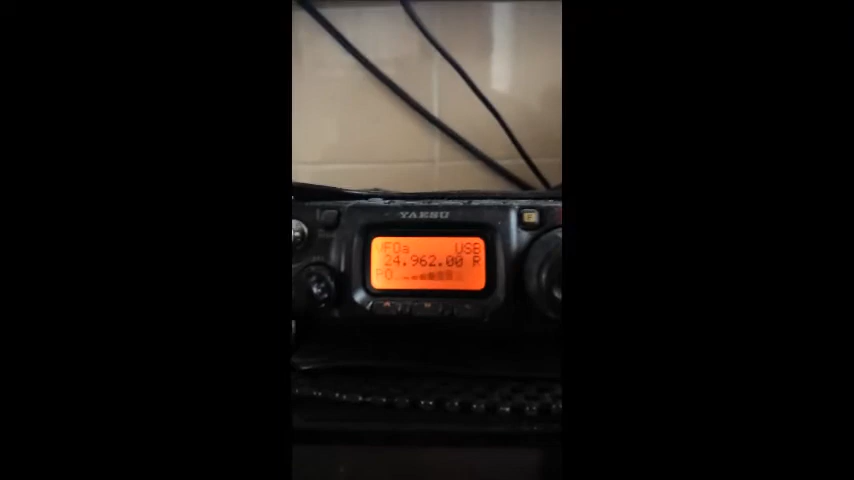 YAESU
F
VFOa USB
24.962.00 R
PO
A B C